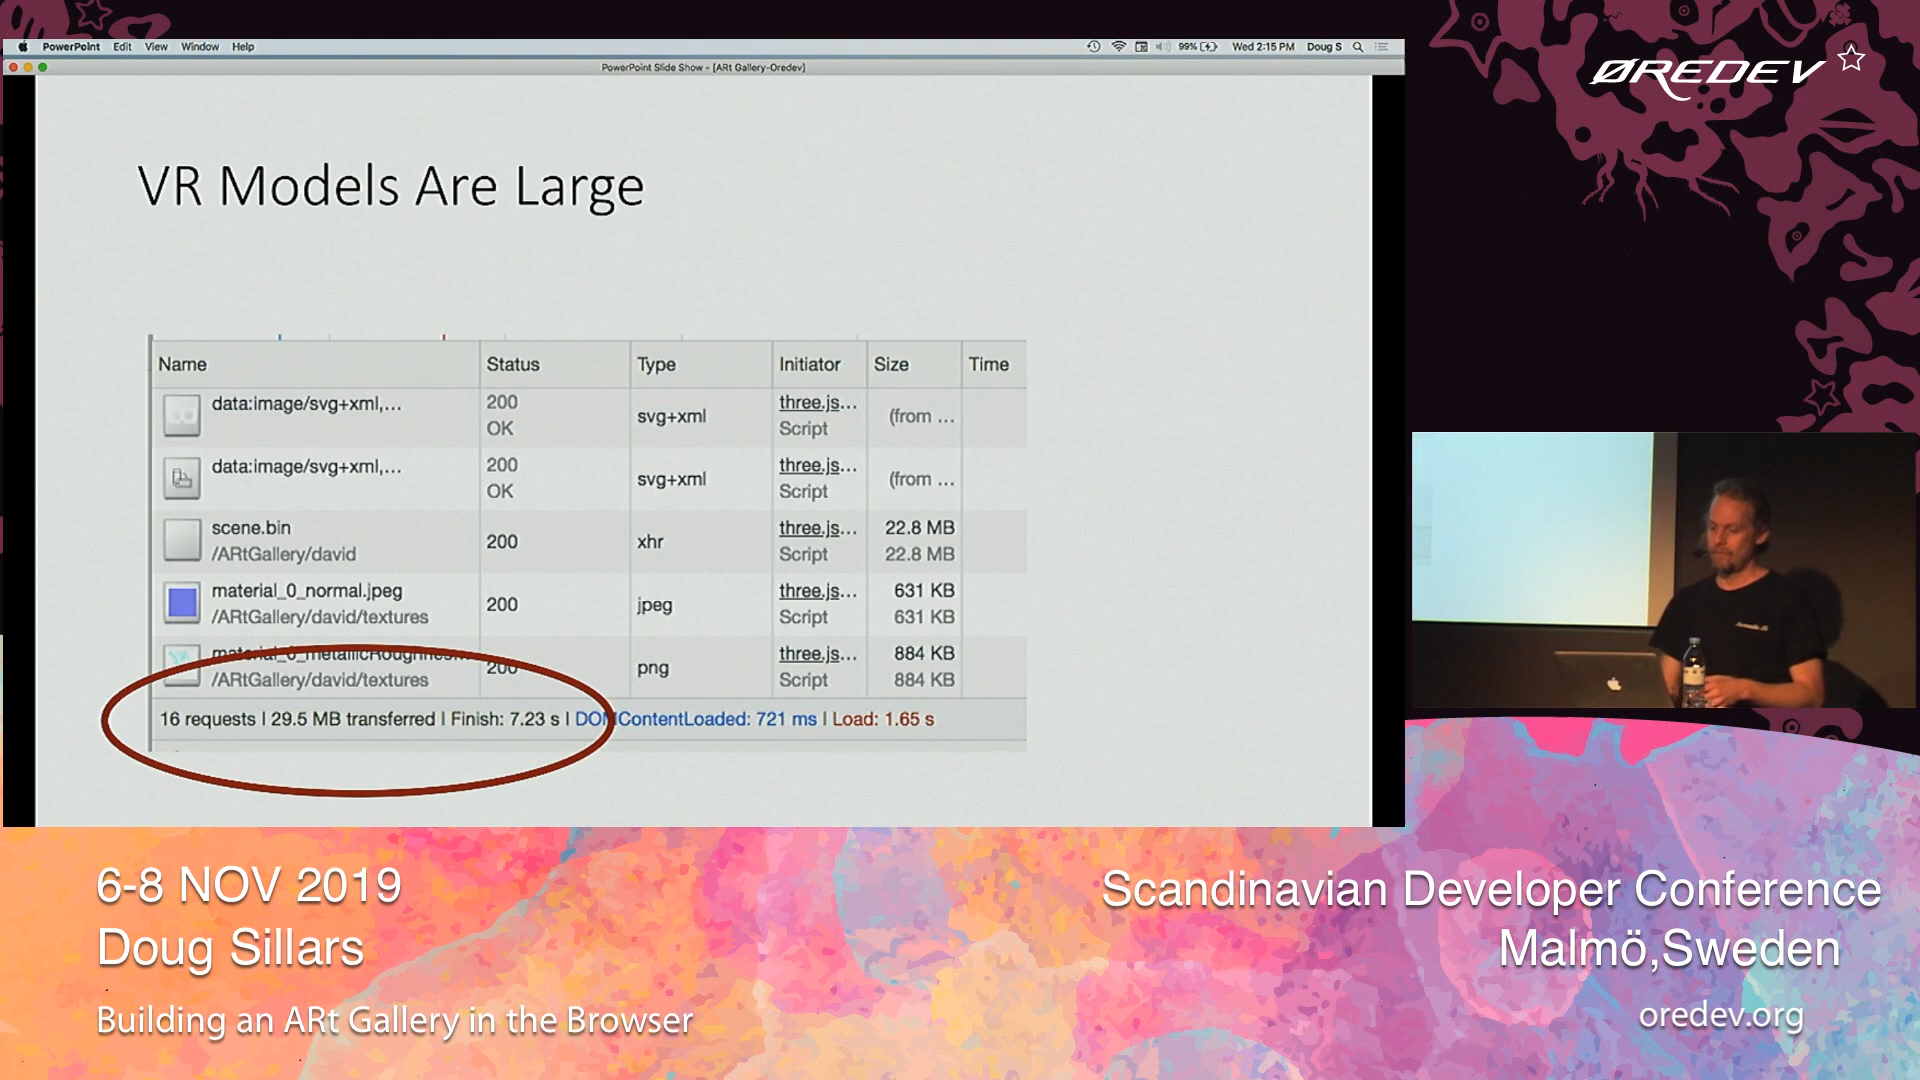 PowerPoint Edit View Window Help
99% Wed 2:15 PM Doug S
PowerPoint Slide Show - [ARt Gallery-Oredev]
ØREDEV
VR Models Are Large
Name Status Type Initiator Size Time
data:image/svg+xml,... 200 OK svg+xml three.js... Script (from ...
data:image/svg+xml,... 200 OK svg+xml three.js... Script (from ...
scene.bin 200 xhr three.js... 22.8 MB
/ARtGallery/david Script 22.8 MB
material_0_normal.jpeg 200 jpeg three.js... 631 KB
/ARtGallery/david/textures Script 631 KB
material_0_metallicRoughnes... 200 png three.js... 884 KB
/ARtGallery/david/textures Script 884 KB
16 requests | 29.5 MB transferred | Finish: 7.23 s | DOMContentLoaded: 721 ms | Load: 1.65 s
6-8 NOV 2019
Doug Sillars
Building an ARt Gallery in the Browser
Scandinavian Developer Conference
Malmö,Sweden
oredev.org